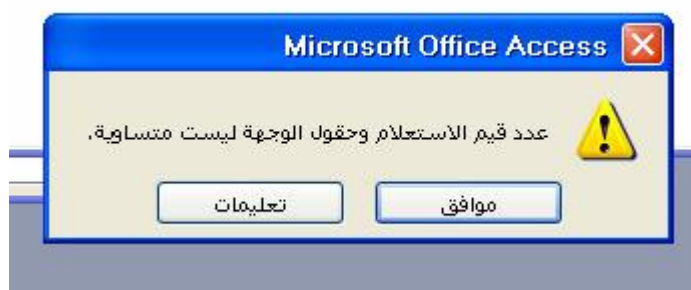 Microsoft Office Access
عدد قيم الاستعلام وحقول الوجهة ليست متساوية.
موافق
تعليمات